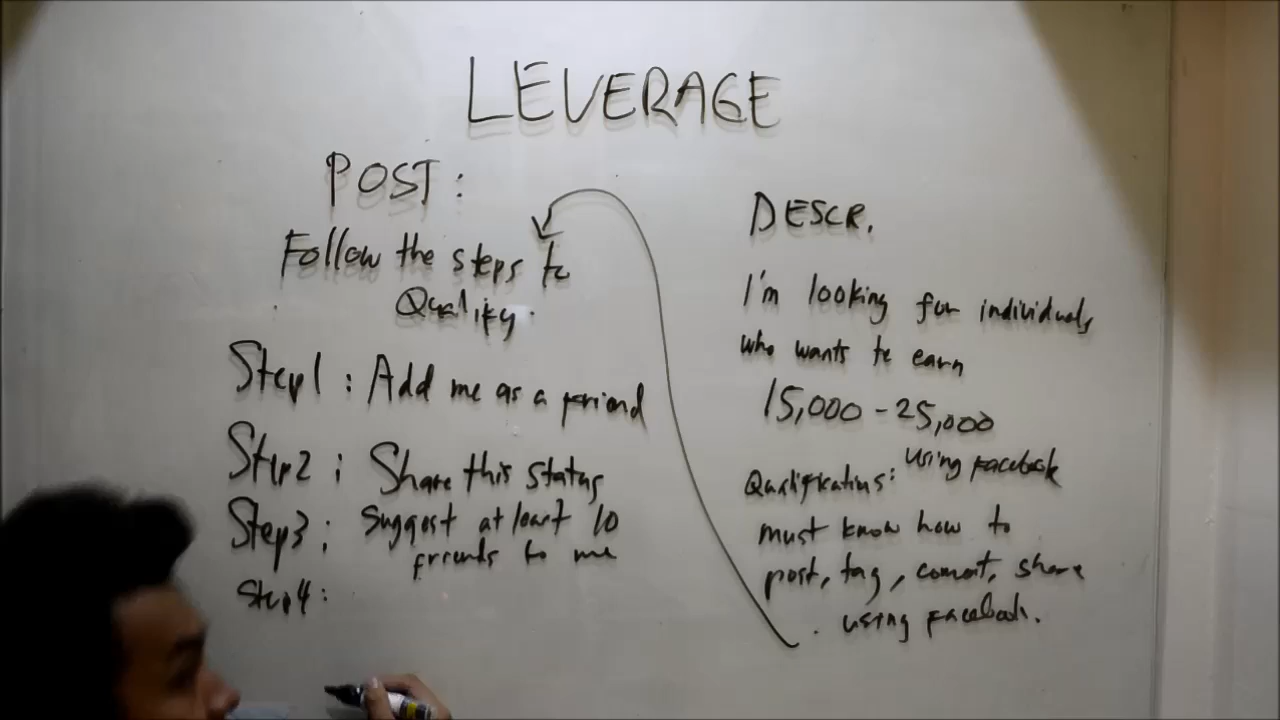 LEVERAGE
POST:
Follow the steps to
Qualify.
Step1: Add me as a friend
Step2: Share this status
Step3: Suggest at least 10
friends to me
Step4:
DESCR.
I'm looking for individuals
who wants to earn
15,000 - 25,000
using facebook
Qualifications:
must know how to
post, tag, comment, share
using facebook.